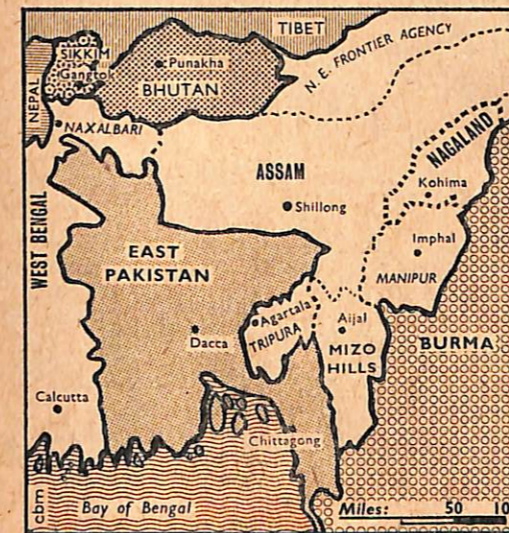 TIBET
N. E. FRONTIER AGENCY
SIKKIM
Gangtok
Punakha
BHUTAN
NEPAL
NAXALBARI
NAGALAND
ASSAM
Kohima
Shillong
WEST BENGAL
Imphal
EAST
PAKISTAN
MANIPUR
Agartala
TRIPURA
Aijal
Dacca
MIZO
HILLS
BURMA
Calcutta
Chittagong
cbm
Bay of Bengal
Miles: 50 10